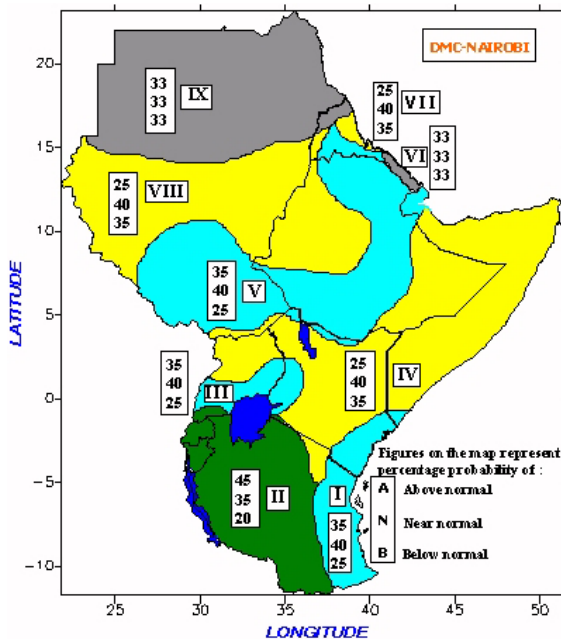 DMC-NAIROBI
20
15
10
5
0
−5
−10
LATITUDE
33
33
33
IX
25
40
35
VII
VI
33
33
33
25
40
35
VIII
35
40
25
V
35
40
25
III
25
40
35
IV
45
35
20
II
I
35
40
25
Figures on the map represent
percentage probability of :
A Above normal
N Near normal
B Below normal
25 30 35 40 45 50
LONGITUDE